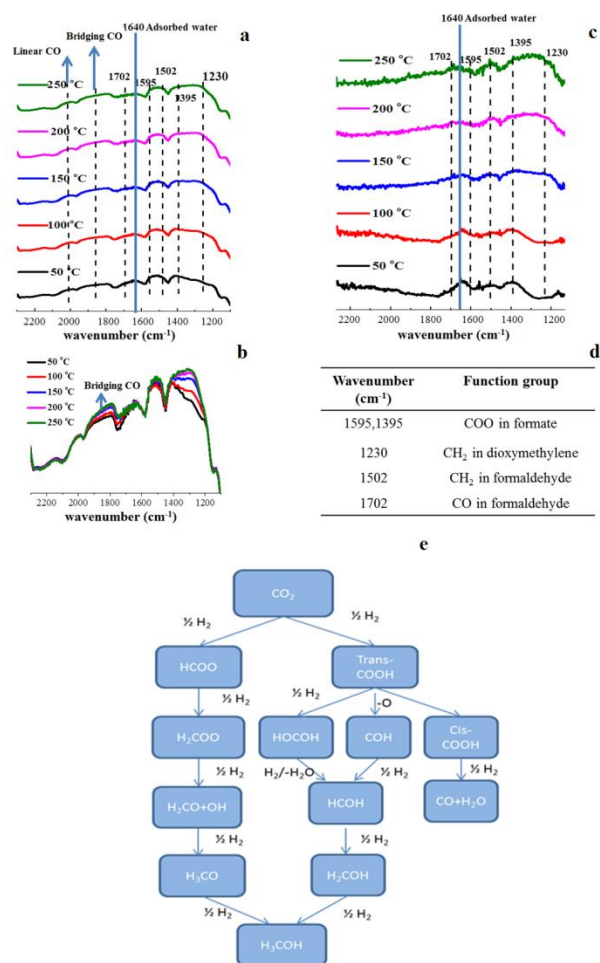 1640 Adsorbed water
a
Bridging CO
Linear CO
1702
1595
1502
1395
1230
250 °C
200 °C
150 °C
100 °C
50 °C
2200 2000 1800 1600 1400 1200
wavenumber (cm⁻¹)
1640 Adsorbed water
c
1702
1595
1502
1395
1230
250 °C
200 °C
150 °C
100 °C
50 °C
2200 2000 1800 1600 1400 1200
wavenumber (cm⁻¹)
b
50 °C
100 °C
150 °C
200 °C
250 °C
Bridging CO
2200 2000 1800 1600 1400 1200
wavenumber (cm⁻¹)
d
Wavenumber (cm⁻¹) Function group
1595,1395 COO in formate
1230 CH₂ in dioxymethylene
1502 CH₂ in formaldehyde
1702 CO in formaldehyde
e
CO₂
½ H₂ ½ H₂
HCOO
Trans-
COOH
½ H₂ ½ H₂ -O
H₂COO HOCOH COH
Cis-
COOH
½ H₂ H₂/-H₂O ½ H₂ ½ H₂
H₂CO+OH HCOH CO+H₂O
½ H₂ ½ H₂
H₃CO H₂COH
½ H₂ ½ H₂
H₃COH